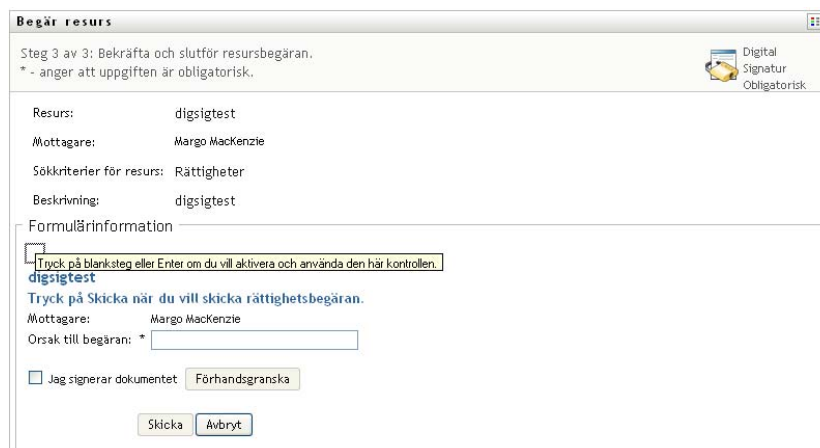 Begär resurs
Steg 3 av 3: Bekräfta och slutför resursbegäran.
* - anger att uppgiften är obligatorisk.
Digital
Signatur
Obligatorisk
Resurs: digsigtest
Mottagare: Margo MacKenzie
Sökkriterier för resurs: Rättigheter
Beskrivning: digsigtest
Formulärinformation
Tryck på blanksteg eller Enter om du vill aktivera och använda den här kontrollen.
digsigtest
Tryck på Skicka när du vill skicka rättighetsbegäran.
Mottagare: Margo MacKenzie
Orsak till begäran: *
Jag signerar dokumentet Förhandsgranska
Skicka Avbryt